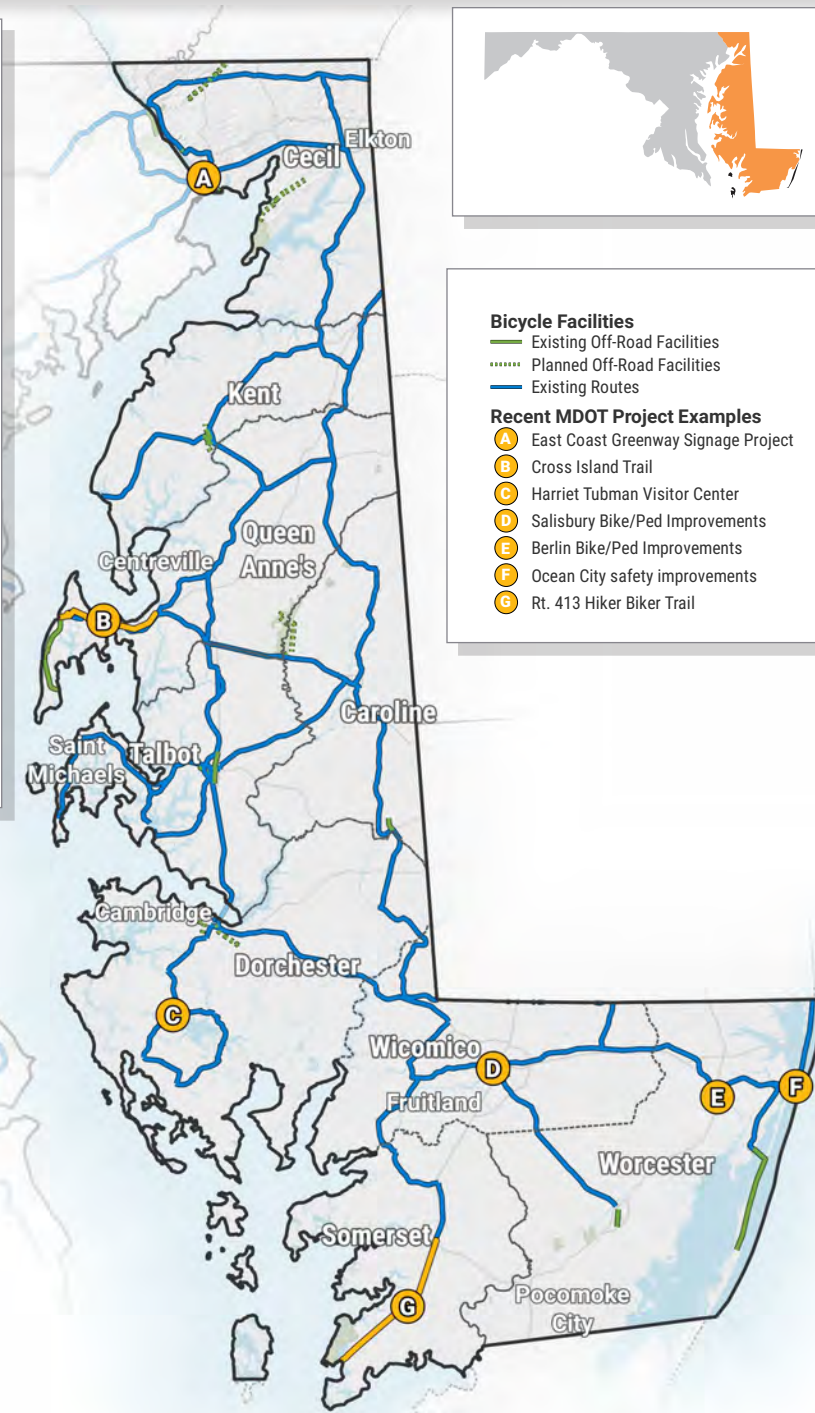 Elkton
Cecil
A
Kent
Queen
Anne's
Centreville
B
Caroline
Saint
Michaels
Talbot
Cambridge
Dorchester
C
Wicomico
D
Fruitland
E
F
Worcester
Somerset
G
Pocomoke
City
Bicycle Facilities
Existing Off-Road Facilities
Planned Off-Road Facilities
Existing Routes
Recent MDOT Project Examples
A East Coast Greenway Signage Project
B Cross Island Trail
C Harriet Tubman Visitor Center
D Salisbury Bike/Ped Improvements
E Berlin Bike/Ped Improvements
F Ocean City safety improvements
G Rt. 413 Hiker Biker Trail